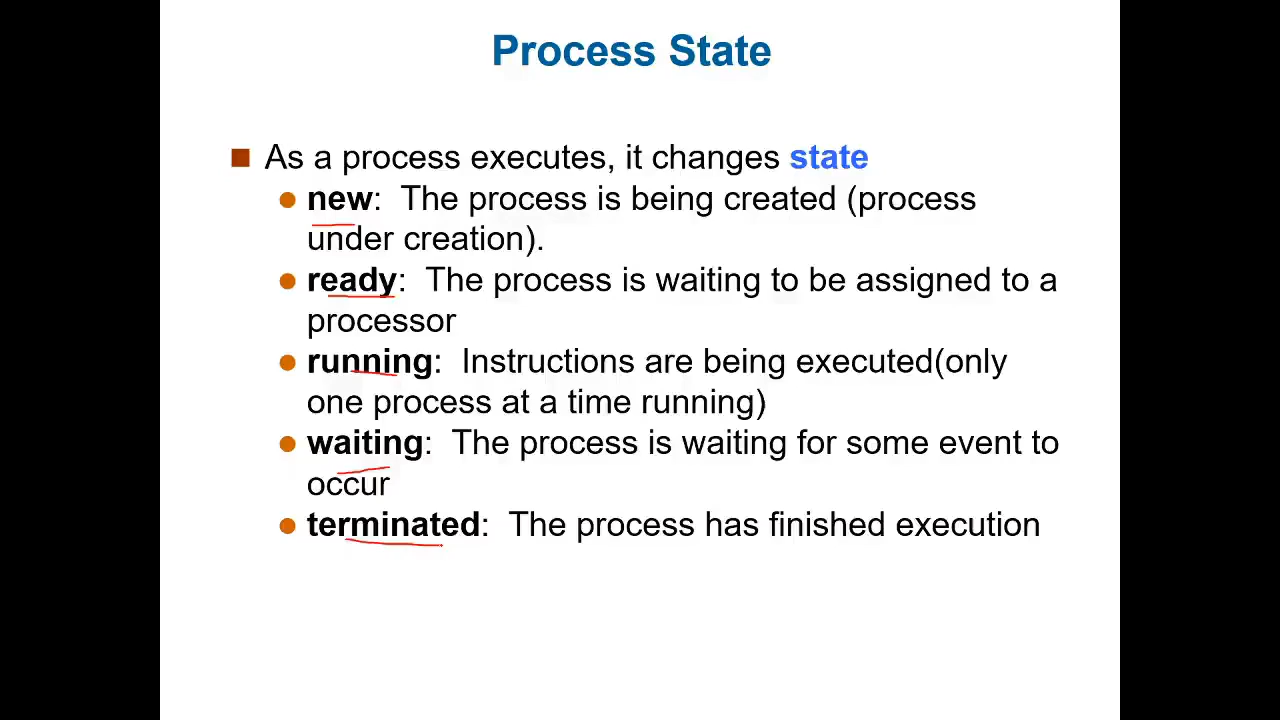 Process State
As a process executes, it changes state
new: The process is being created (process
under creation).
ready: The process is waiting to be assigned to a
processor
running: Instructions are being executed(only
one process at a time running)
waiting: The process is waiting for some event to
occur
terminated: The process has finished execution